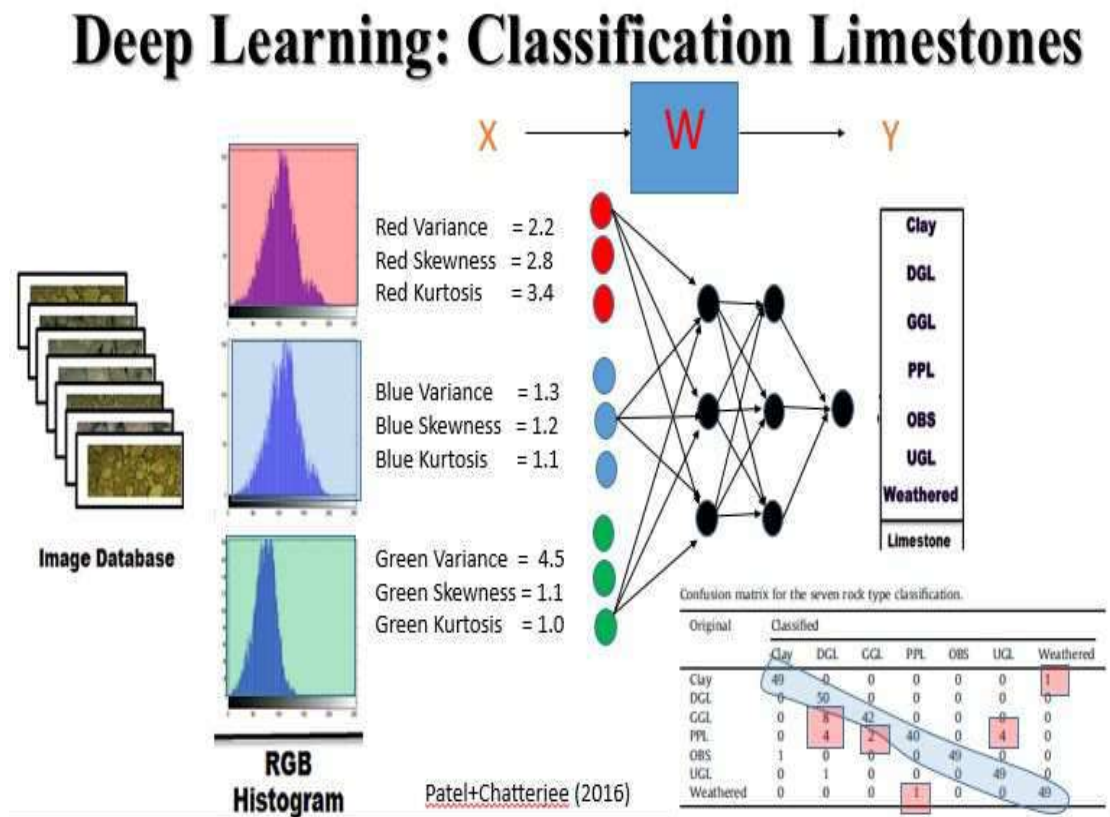 Deep Learning: Classification Limestones
X
W
Y
Red Variance = 2.2
Red Skewness = 2.8
Red Kurtosis = 3.4
Blue Variance = 1.3
Blue Skewness = 1.2
Blue Kurtosis = 1.1
Green Variance = 4.5
Green Skewness = 1.1
Green Kurtosis = 1.0
Image Database
RGB
Histogram
Patel+Chatterjee (2016)
Clay
DGL
GGL
PPL
OBS
UGL
Weathered
Limestone
Confusion matrix for the seven rock type classification.
Original Classified
Clay DGL GGL PPL OBS UGL Weathered
Clay 49 0 0 0 0 0 1
DGL 0 50 0 0 0 0 0
GGL 0 8 42 0 0 0 0
PPL 0 4 2 40 0 4 0
OBS 1 0 0 0 49 0 0
UGL 0 1 0 0 0 49 0
Weathered 0 0 0 1 0 0 49